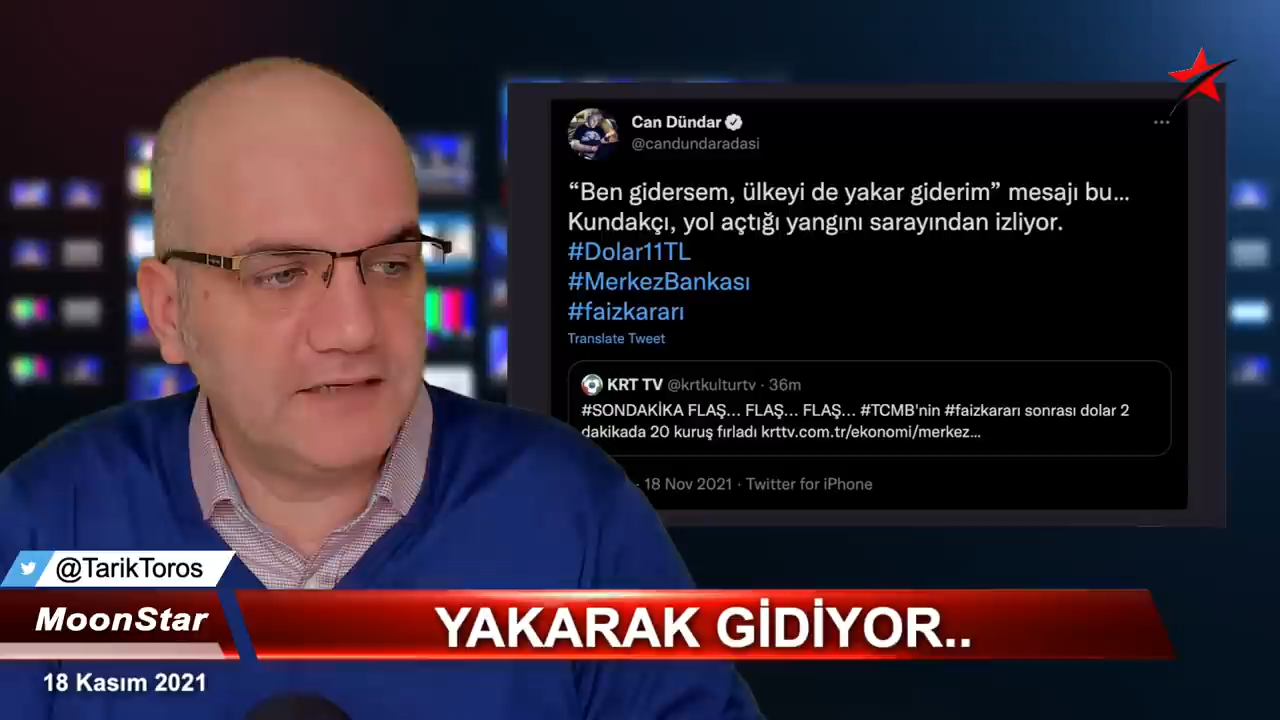 Can Dündar
@candundaradasi
“Ben gidersem, ülkeyi de yakar giderim” mesajı bu...
Kundakçı, yol açtığı yangını sarayından izliyor.
#Dolar11TL
#MerkezBankası
#faizkararı
Translate Tweet
KRT TV @krtkulturtv · 36m
#SONDAKİKA FLAŞ... FLAŞ... FLAŞ... #TCMB'nin #faizkararı sonrası dolar 2
dakikada 20 kuruş fırladı krttv.com.tr/ekonomi/merkez...
· 18 Nov 2021 · Twitter for iPhone
@TarikToros
MoonStar
YAKARAK GİDİYOR..
18 Kasım 2021